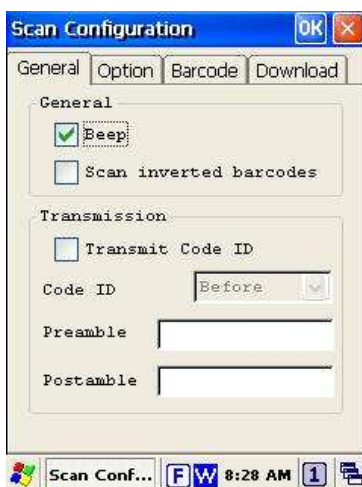 Scan Configuration OK
General Option Barcode Download
General
Beep
Scan inverted barcodes
Transmission
Transmit Code ID
Code ID Before
Preamble
Postamble
Scan Conf... F W 8:28 AM 1